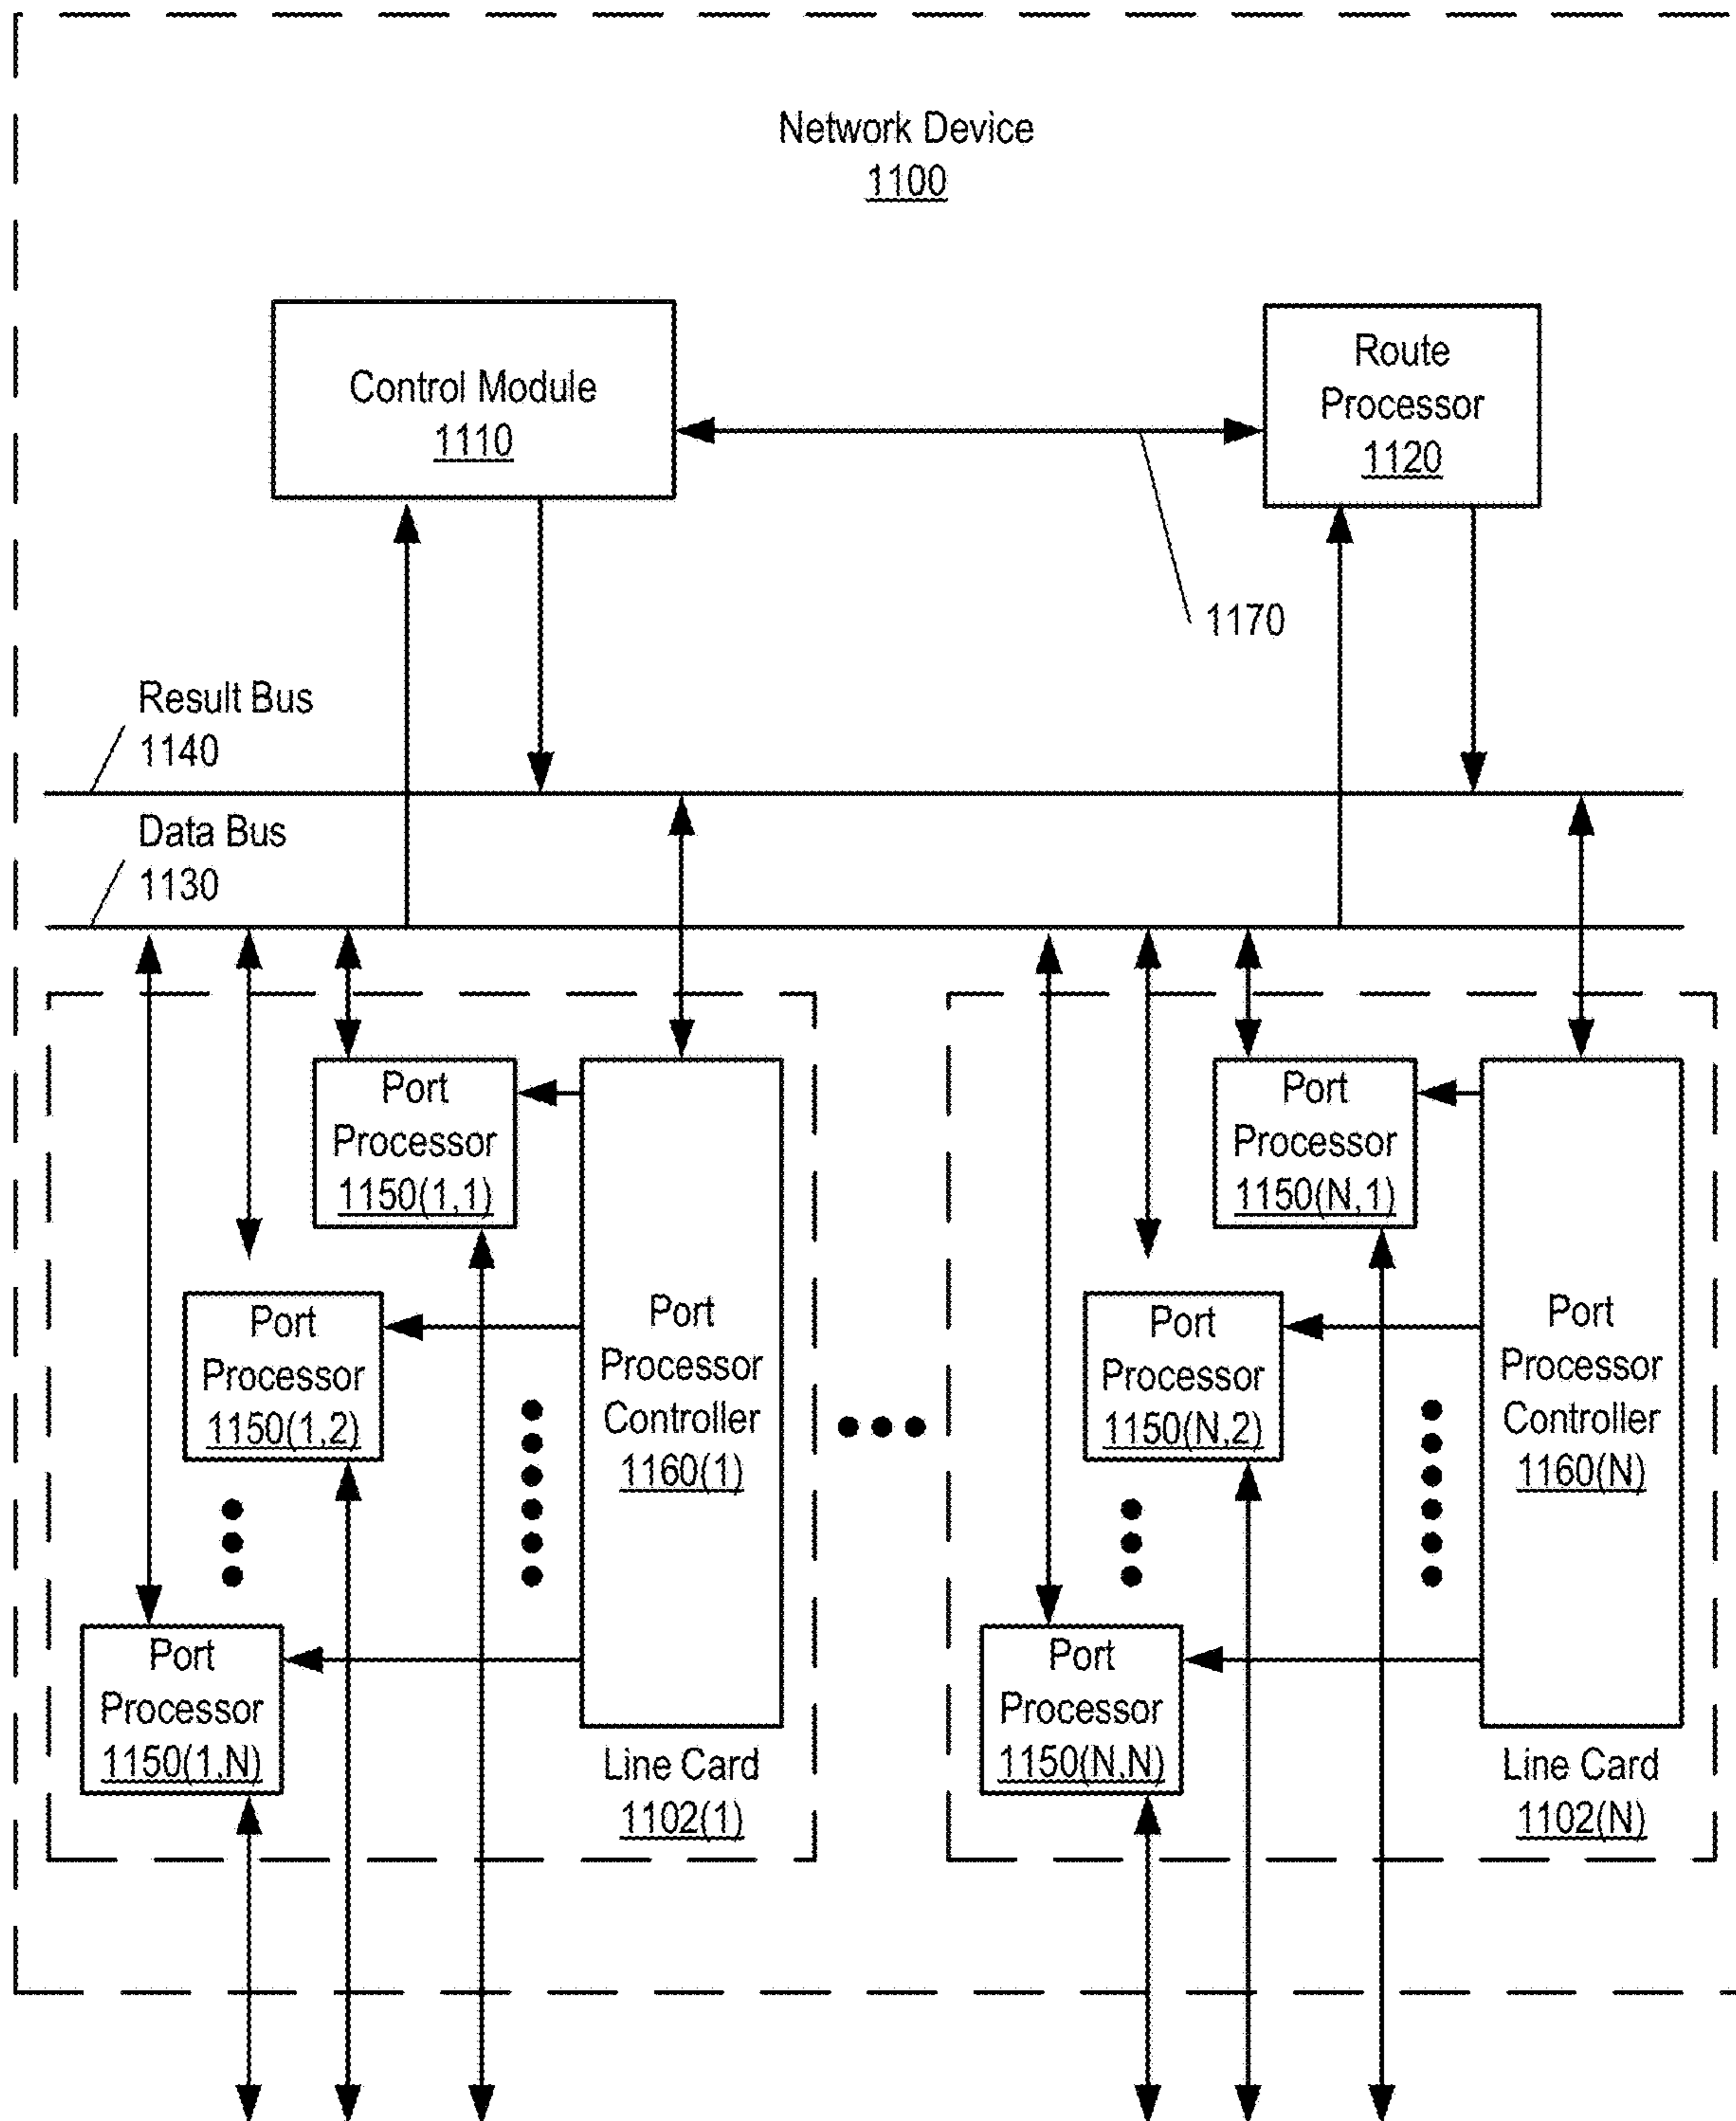 Network Device
1100
Control Module
1110
Route
Processor
1120
1170
Result Bus
1140
Data Bus
1130
Port
Processor
1150(1,1)
Port
Processor
1150(1,2)
Port
Processor
1150(1,N)
Port
Processor
Controller
1160(1)
Line Card
1102(1)
Port
Processor
1150(N,1)
Port
Processor
1150(N,2)
Port
Processor
1150(N,N)
Port
Processor
Controller
1160(N)
Line Card
1102(N)